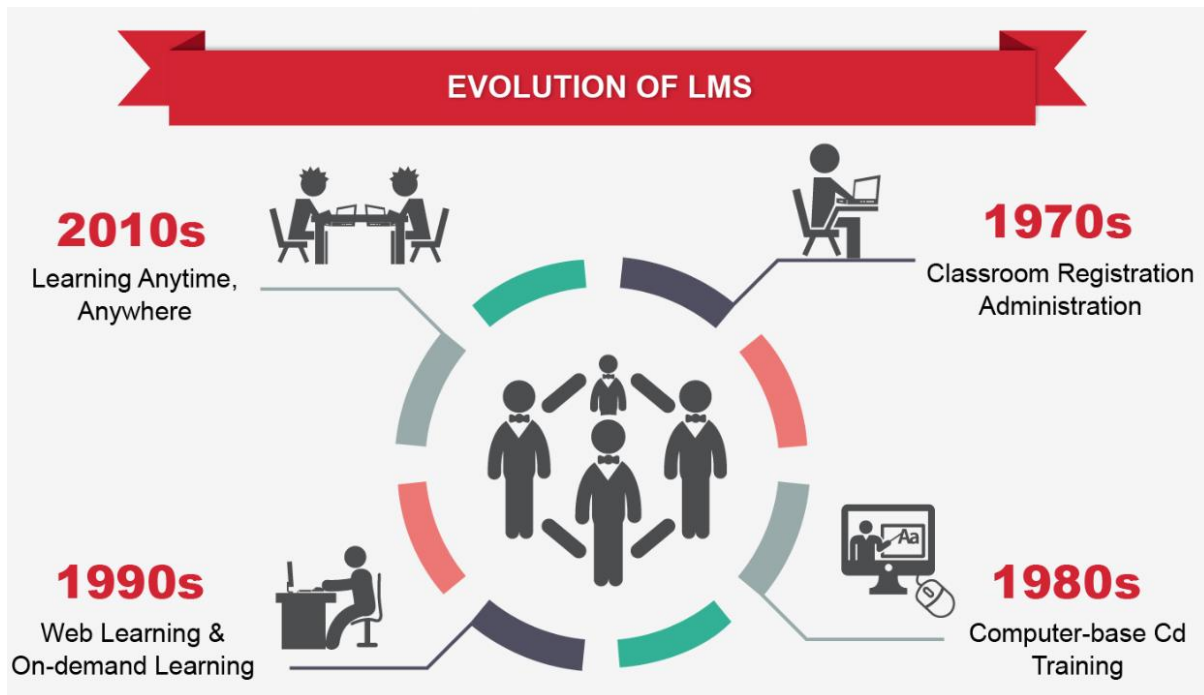 EVOLUTION OF LMS
2010s
Learning Anytime,
Anywhere
1970s
Classroom Registration
Administration
1990s
Web Learning &
On-demand Learning
Aa
1980s
Computer-base Cd
Training